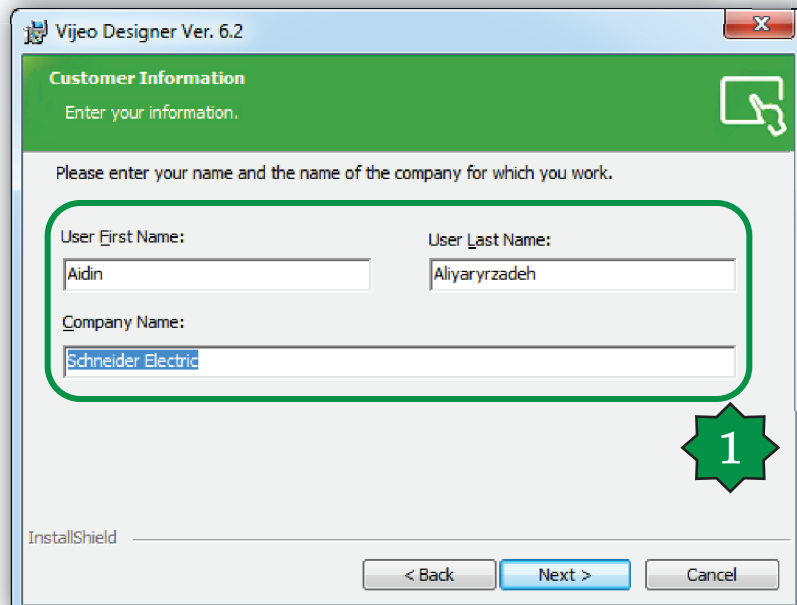 Vijeo Designer Ver. 6.2
Customer Information
Enter your information.
Please enter your name and the name of the company for which you work.
User First Name:
User Last Name:
Aidin
Aliyaryrzadeh
Company Name:
Schneider Electric
1
InstallShield
< Back
Next >
Cancel